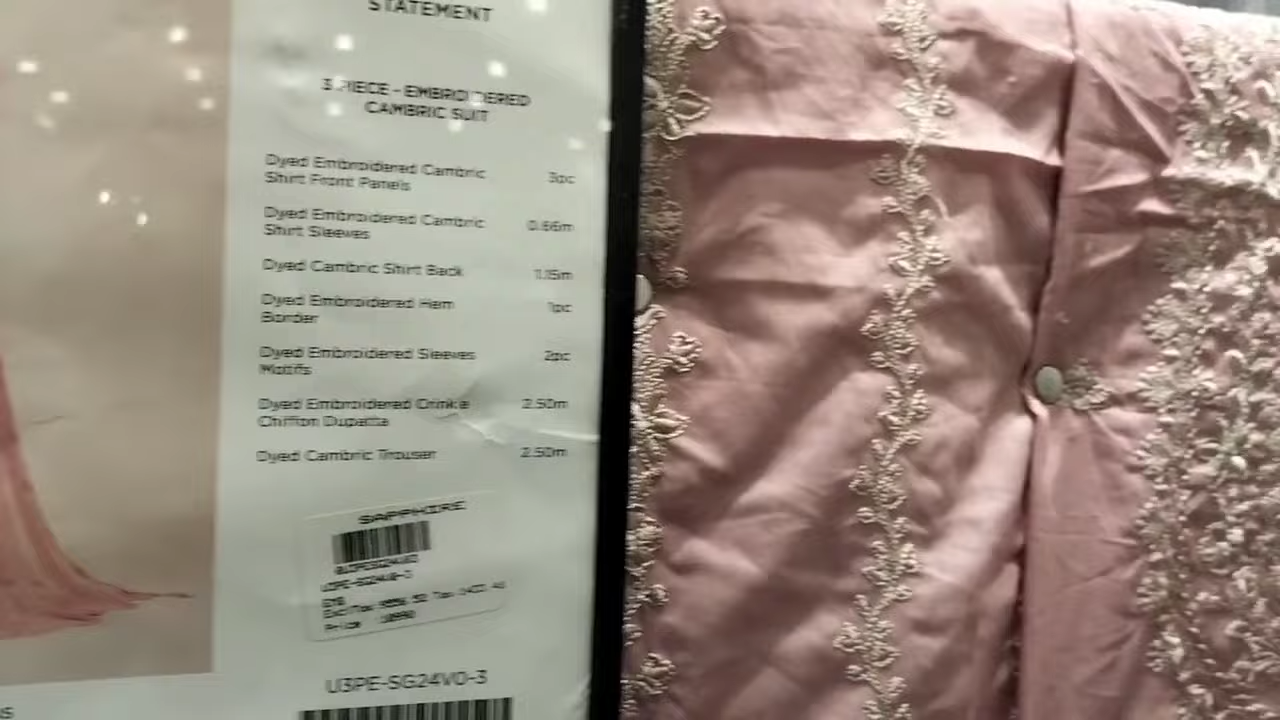 STATEMENT
3 PIECE - EMBROIDERED
CAMBRIC SUIT
Dyed Embroidered Cambric
Shirt Front Panels 3pc
Dyed Embroidered Cambric
Shirt Sleeves 0.66m
Dyed Cambric Shirt Back 1.15m
Dyed Embroidered Hem
Border 1pc
Dyed Embroidered Sleeves
Motifs 2pc
Dyed Embroidered Crinkle
Chiffon Dupatta 2.50m
Dyed Cambric Trouser 2.50m
SAPPHIRE
Price
U3PE-SG24V0-3